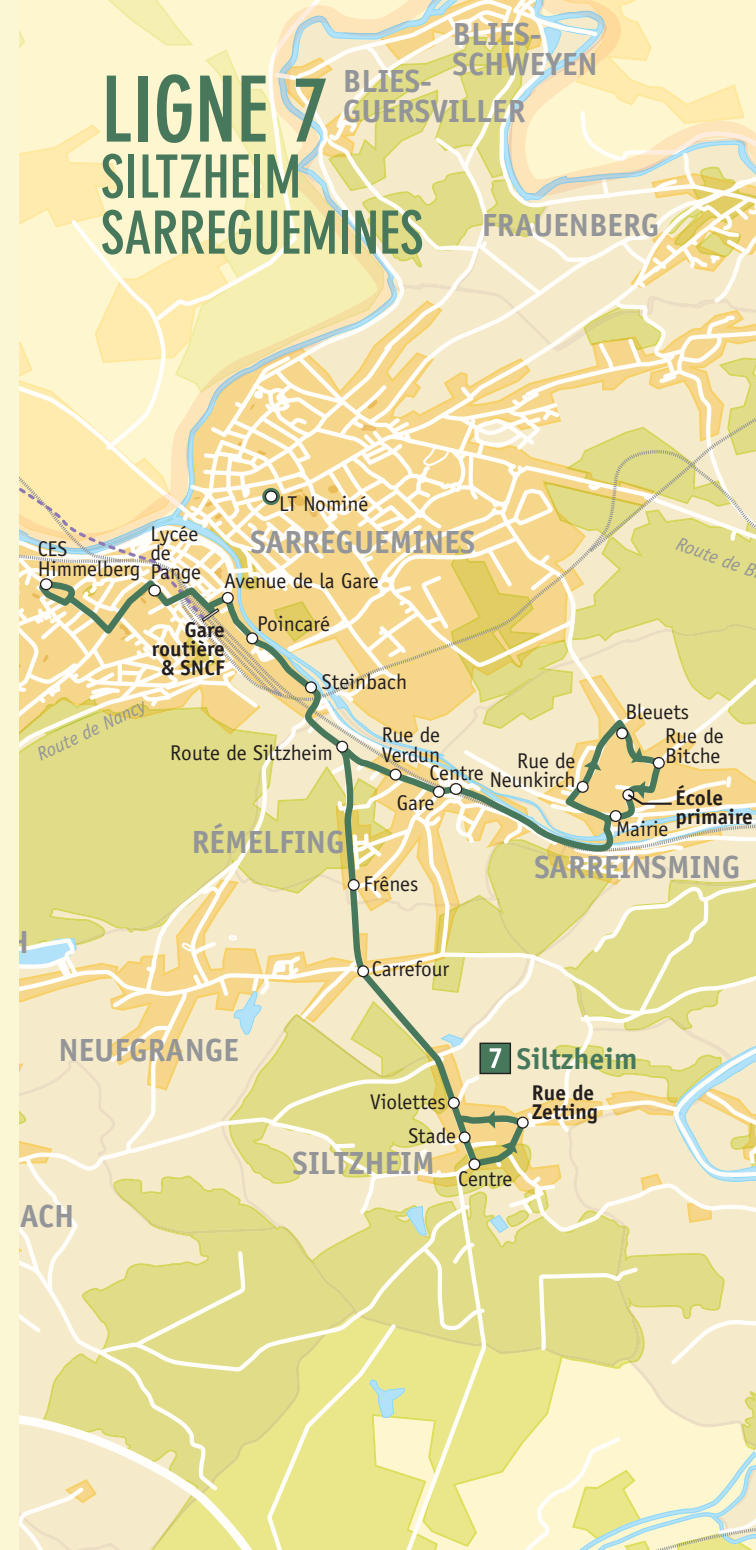 LIGNE 7
SILTZHEIM
SARREGUEMINES
BLIES-
SCHWEYEN
BLIES-
GUERSVILLER
FRAUENBERG
LT Nominé
SARREGUEMINES
Route de B
CES
Himmelberg
Lycée
de
Pange
Avenue de la Gare
Gare
routière
& SNCF
Poincaré
Steinbach
Route de Nancy
Route de Siltzheim
Rue de
Verdun
Centre
Gare
Rue de
Neunkirch
Bleuets
Rue de
Bitche
École
primaire
Mairie
RÉMELFING
SARREINSMING
Frênes
H
Carrefour
NEUFGRANGE
7 Siltzheim
Violettes
Rue de
Zetting
Stade
SILTZHEIM
Centre
ACH